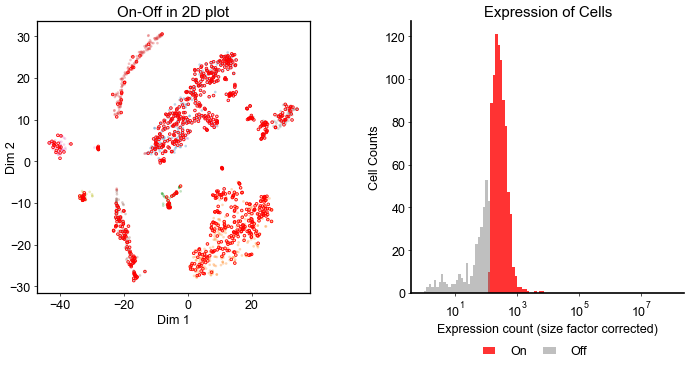 On-Off in 2D plot
30
20
10
0
−10
−20
−30
Dim 2
−40
−20
0
20
Dim 1
Expression of Cells
120
100
80
60
40
20
0
Cell Counts
10^1
10^3
10^5
10^7
Expression count (size factor corrected)
On
Off